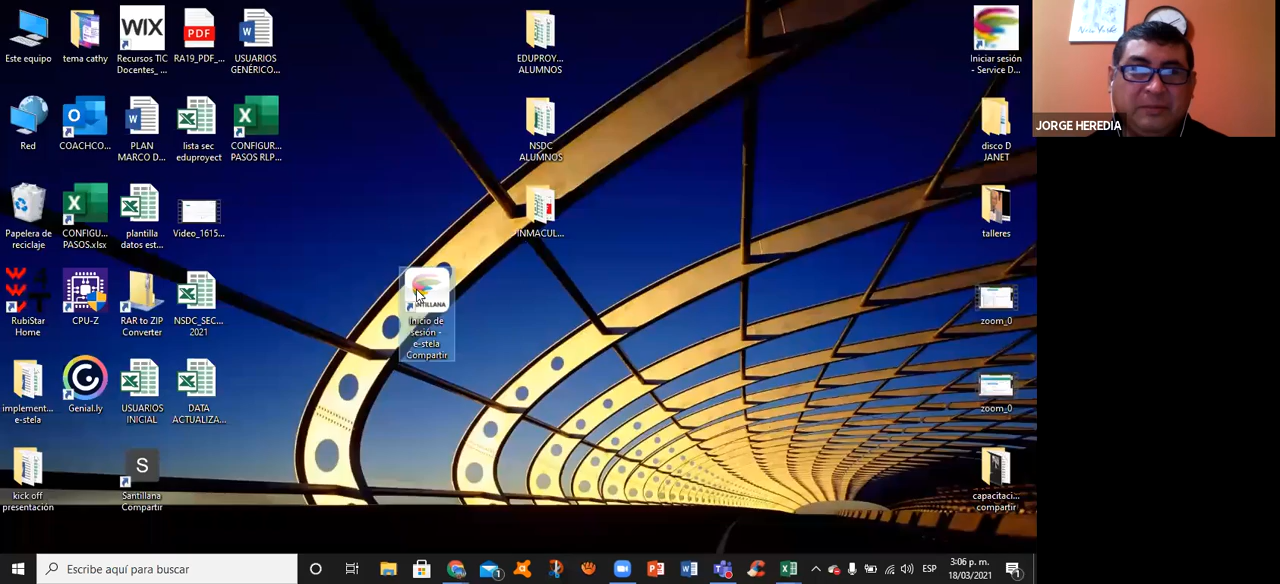 Este equipo
tema cathy
WIX
Recursos TIC
Docentes_ ...
PDF
RA19_PDF_...
USUARIOS
GENÉRICO...
EDUPROY...
ALUMNOS
Iniciar sesión
- Service D...
Red
COACHCO...
PLAN
MARCO D...
lista sec
eduproyect
CONFIGUR...
PASOS RLP...
NSDC
ALUMNOS
disco D
JANET
Papelera de
reciclaje
CONFIGU...
PASOS.xlsx
plantilla
datos est...
Video_1615...
INMACUL...
talleres
RubiStar
Home
CPU-Z
RAR to ZIP
Converter
NSDC_SEC...
2021
Inicio de
sesión -
e-stela
Compartir
zoom_0
implement...
e-stela
Genial.ly
USUARIOS
INICIAL
DATA
ACTUALIZA...
zoom_0
kick off
presentación
S
Santillana
Compartir
capacitaci...
compartir
Escribe aquí para buscar
ESP
3:06 p. m.
18/03/2021
JORGE HEREDIA